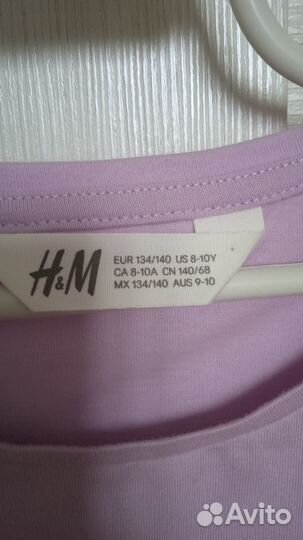 H&M
EUR 134/140 US 8-10Y
CA 8-10A CN 140/68
MX 134/140 AUS 9-10
Avito